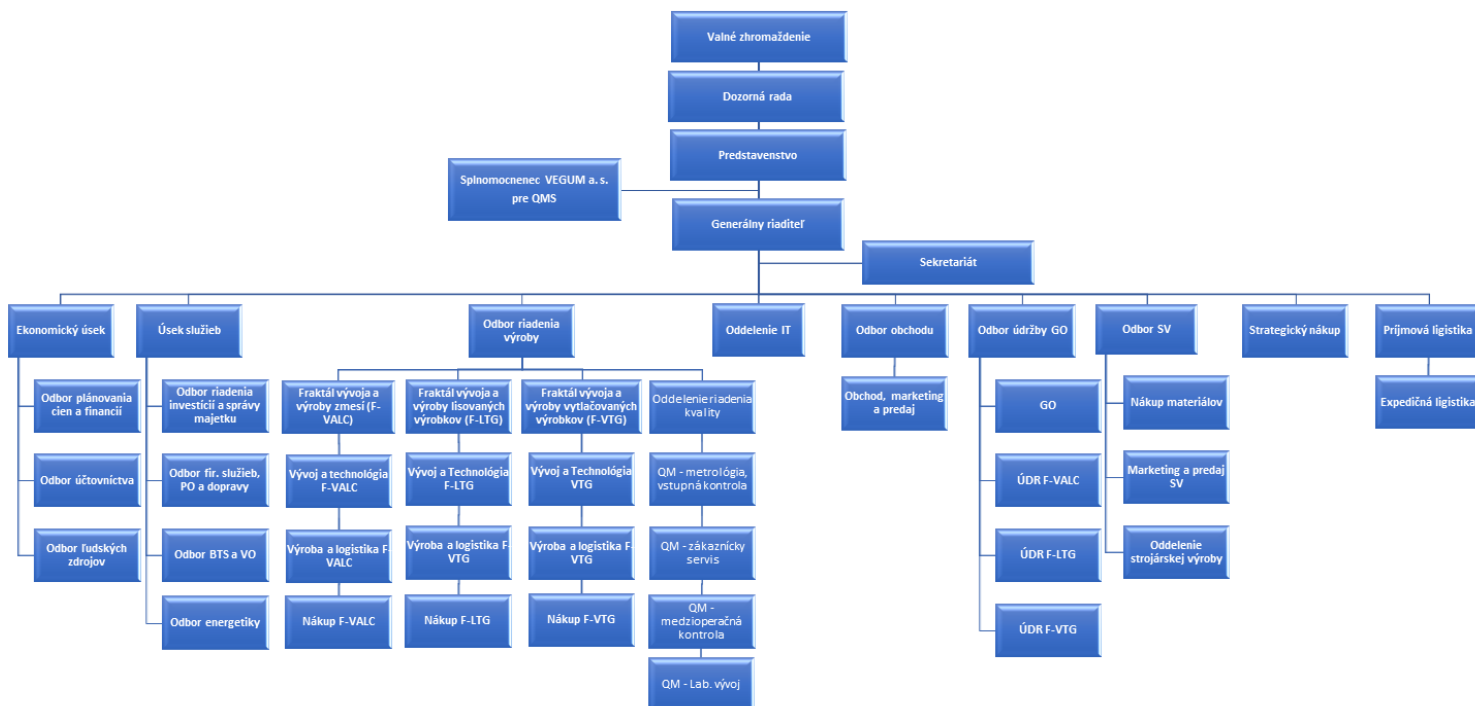 Valné zhromaždenie
Dozorná rada
Predstavenstvo
Splnomocnenec VEGUM a. s.
pre QMS
Generálny riaditeľ
Sekretariát
Ekonomický úsek
Úsek služieb
Odbor riadenia
výroby
Oddelenie IT
Odbor obchodu
Odbor údržby GO
Odbor SV
Strategický nákup
Príjmová ligistika
Odbor plánovania
cien a financií
Odbor účtovníctva
Odbor ľudských
zdrojov
Odbor riadenia
investícií a správy
majetku
Odbor fir. služieb,
PO a dopravy
Odbor BTS a VO
Odbor energetiky
Fraktál vývoja a
výroby zmesí (F-
VALC)
Vývoj a technológia
F-VALC
Výroba a logistika F-
VALC
Nákup F-VALC
Fraktál vývoja a
výroby lisovaných
výrobkov (F-LTG)
Vývoj a Technológia
F-LTG
Výroba a logistika F-
VTG
Nákup F-LTG
Fraktál vývoja a
výroby vytlačovaných
výrobkov (F-VTG)
Vývoj a Technológia
VTG
Výroba a logistika F-
VTG
Nákup F-VTG
Oddelenie riadenia
kvality
QM - metrológia,
vstupná kontrola
QM - zákaznícky
servis
QM -
medzioperačná
kontrola
QM - Lab. vývoj
Obchod, marketing
a predaj
GO
ÚDR F-VALC
ÚDR F-LTG
ÚDR F-VTG
Nákup materiálov
Marketing a predaj
SV
Oddelenie
strojárskej výroby
Expedičná ligistika